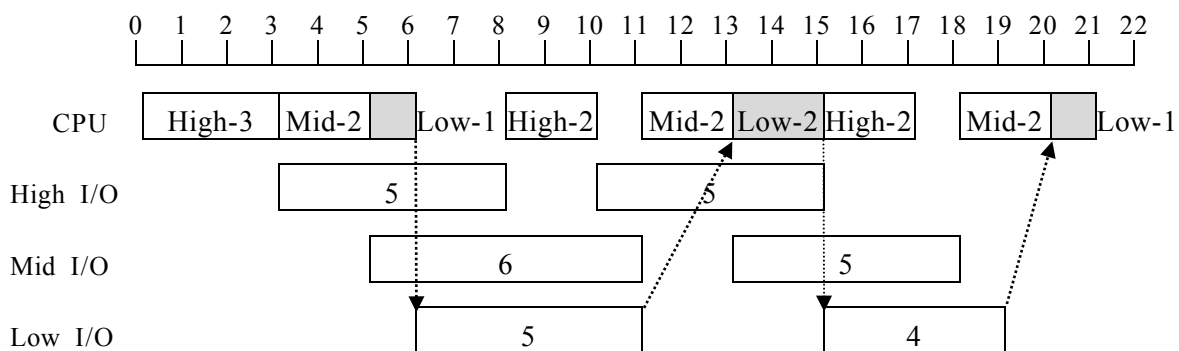 0 1 2 3 4 5 6 7 8 9 10 11 12 13 14 15 16 17 18 19 20 21 22
CPU High-3 Mid-2 Low-1 High-2 Mid-2 Low-2 High-2 Mid-2 Low-1
High I/O 5 5
Mid I/O 6 5
Low I/O 5 4